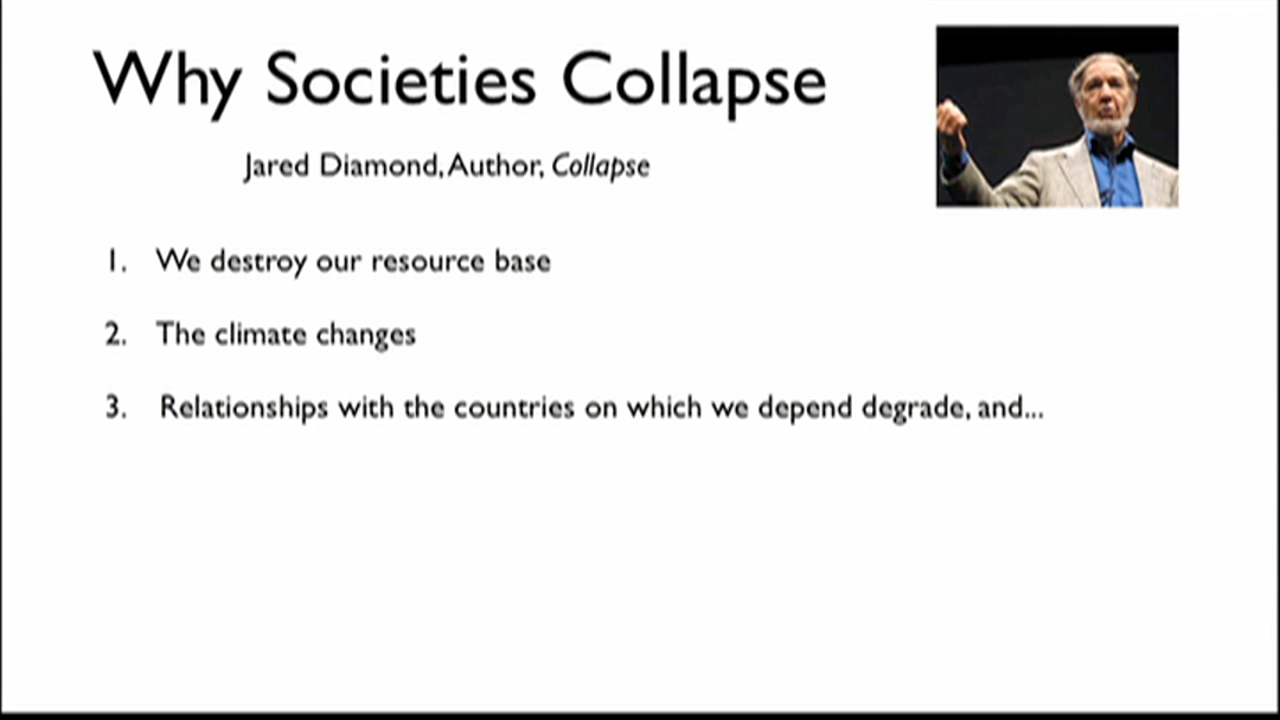 Why Societies Collapse
Jared Diamond, Author, Collapse
1. We destroy our resource base
2. The climate changes
3. Relationships with the countries on which we depend degrade, and...